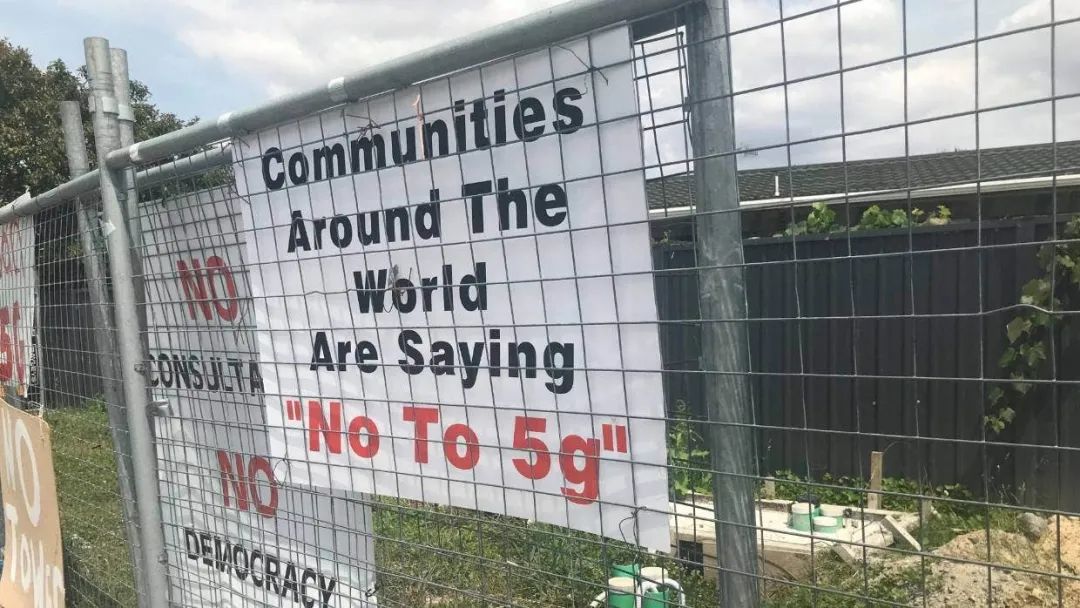 Communities
Around The
World
Are Saying
"No To 5g"
NO
CONSULTA
NO
DEMOCRACY
NO